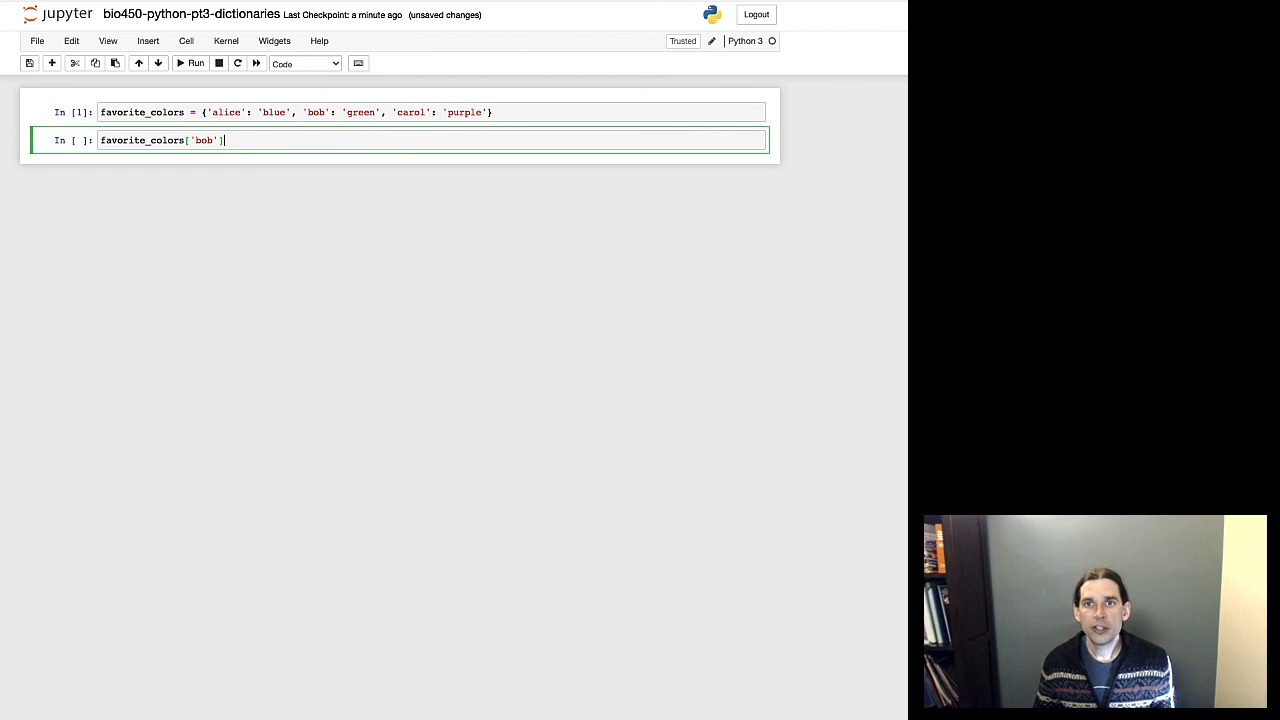 jupyter bio450-python-pt3-dictionaries Last Checkpoint: a minute ago (unsaved changes) Logout
File Edit View Insert Cell Kernel Widgets Help Trusted Python 3
Run Code
In [1]: favorite_colors = {'alice': 'blue', 'bob': 'green', 'carol': 'purple'}
In [ ]: favorite_colors['bob']